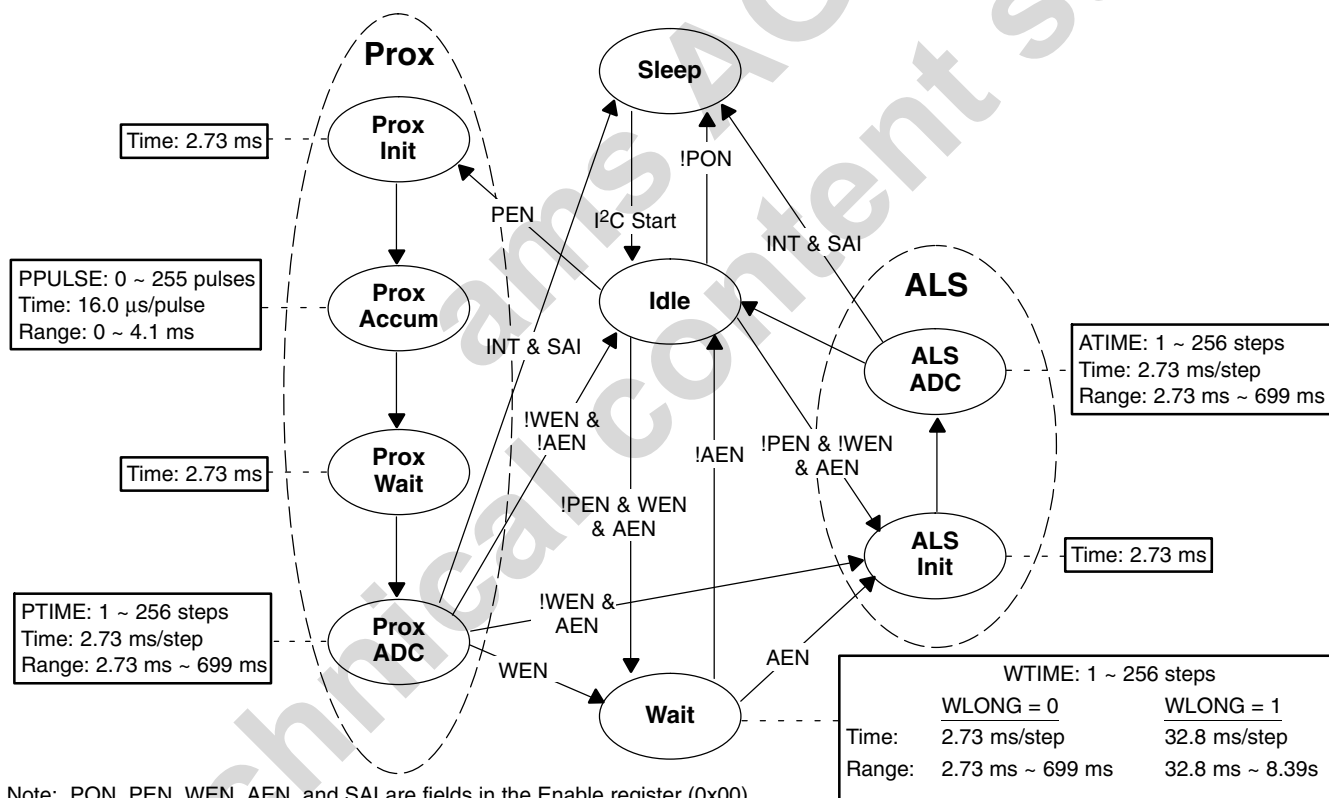 Prox
Sleep
Prox
Init
Time: 2.73 ms
!PON
PEN
I²C Start
INT & SAI
PPULSE: 0 ~ 255 pulses
Time: 16.0 µs/pulse
Range: 0 ~ 4.1 ms
Prox
Accum
Idle
ALS
INT & SAI
ALS
ADC
ATIME: 1 ~ 256 steps
Time: 2.73 ms/step
Range: 2.73 ms ~ 699 ms
!WEN &
!AEN
!AEN
!PEN & !WEN
& AEN
Prox
Wait
Time: 2.73 ms
!PEN & WEN
& AEN
ALS
Init
Time: 2.73 ms
PTIME: 1 ~ 256 steps
Time: 2.73 ms/step
Range: 2.73 ms ~ 699 ms
Prox
ADC
!WEN &
AEN
WEN
AEN
Wait
WTIME: 1 ~ 256 steps
WLONG = 0 WLONG = 1
Time: 2.73 ms/step 32.8 ms/step
Range: 2.73 ms ~ 699 ms 32.8 ms ~ 8.39s
Note: PON, PEN, WEN, AEN, and SAI are fields in the Enable register (0x00).
ams
content